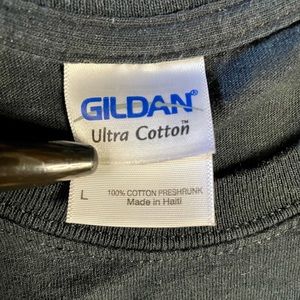 GILDAN®
Ultra Cotton™
L
100% COTTON PRESHRUNK
Made in Haiti